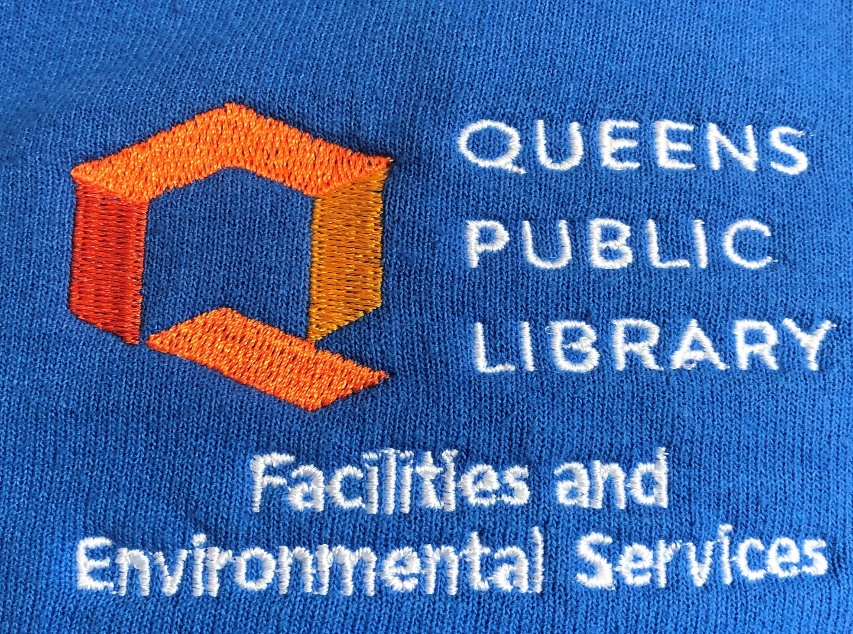 QUEENS
PUBLIC
LIBRARY
Facilities and
Environmental Services